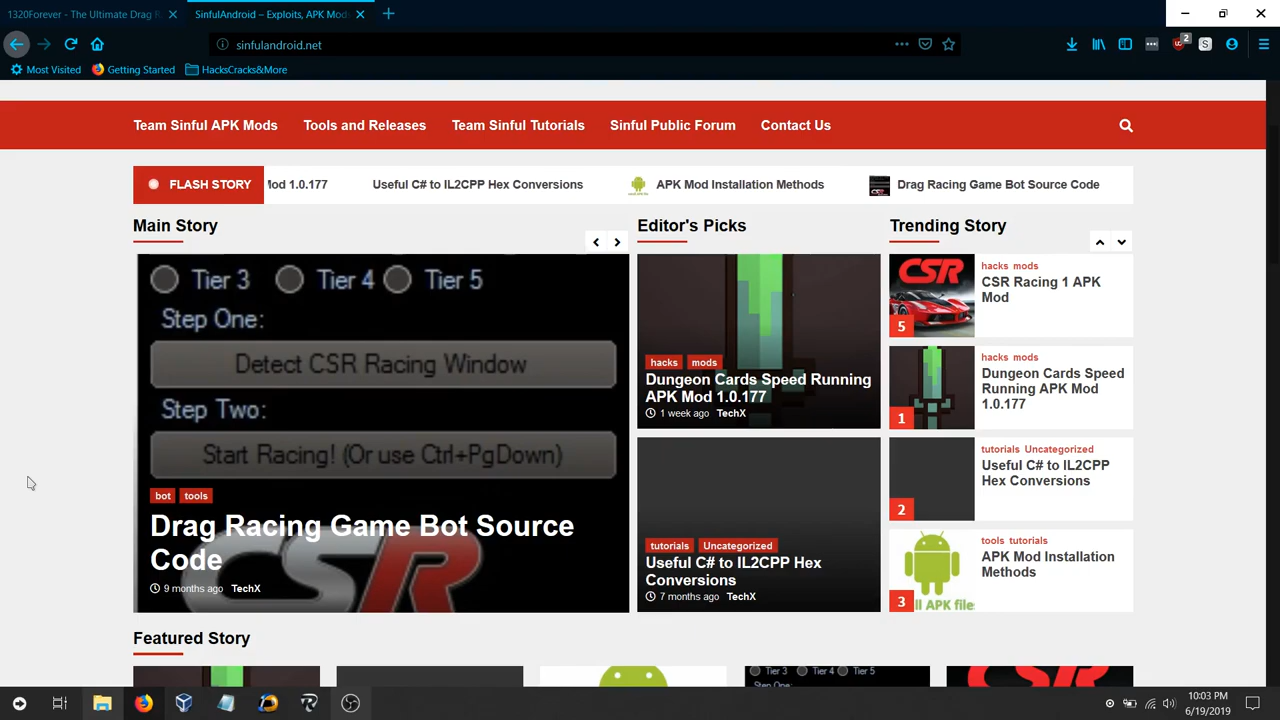 1320Forever - The Ultimate Drag R
SinfulAndroid – Exploits, APK Mod
sinfulandroid.net
2
S
Most Visited
Getting Started
HacksCracks&More
Team Sinful APK Mods
Tools and Releases
Team Sinful Tutorials
Sinful Public Forum
Contact Us
FLASH STORY
Mod 1.0.177
Useful C# to IL2CPP Hex Conversions
APK Mod Installation Methods
Drag Racing Game Bot Source Code
Main Story
Tier 3
Tier 4
Tier 5
Step One:
Detect CSR Racing Window
Step Two:
Start Racing! (Or use Ctrl+PgDown)
bot
tools
Drag Racing Game Bot Source
Code
CSR
9 months ago
TechX
Editor's Picks
hacks
mods
Dungeon Cards Speed Running
APK Mod 1.0.177
1 week ago
TechX
tutorials
Uncategorized
Useful C# to IL2CPP Hex
Conversions
7 months ago
TechX
Trending Story
CSR
5
hacks mods
CSR Racing 1 APK
Mod
1
hacks mods
Dungeon Cards Speed
Running APK Mod
1.0.177
2
tutorials Uncategorized
Useful C# to IL2CPP
Hex Conversions
3
all APK files
tools tutorials
APK Mod Installation
Methods
Featured Story
Tier 3
Tier 4
Tier 5
10:03 PM
6/19/2019